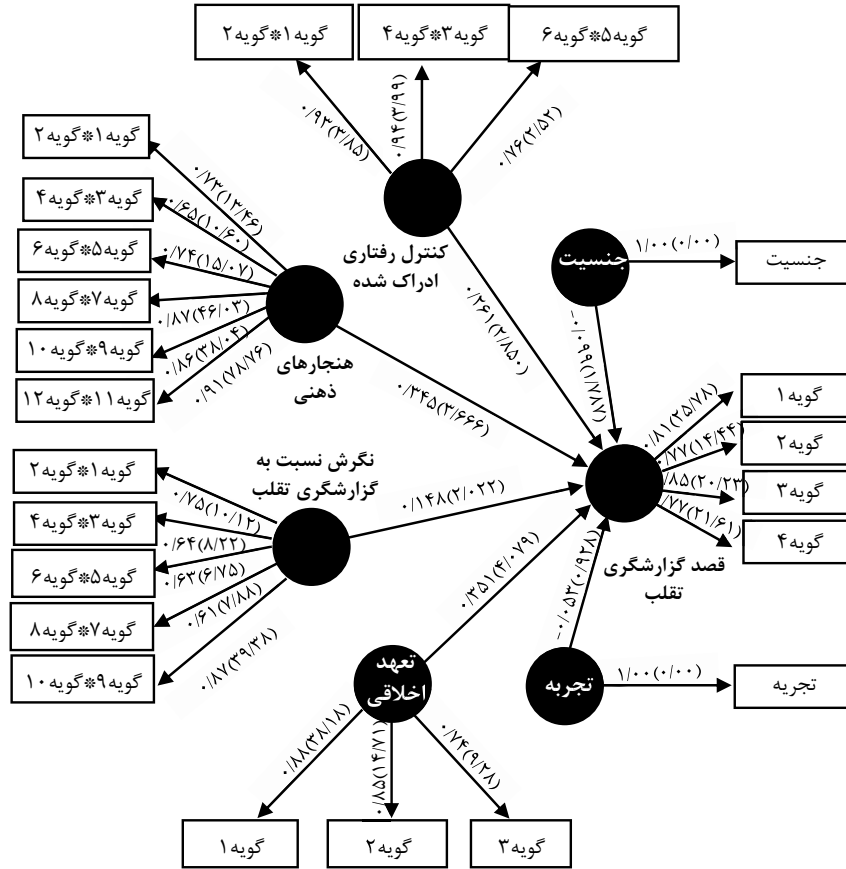 گویه۱*گویه۲
گویه۳*گویه۴
گویه۵*گویه۶
۰/۹۳(۳/۸۵)
۰/۹۴(۳/۹۹)
۰/۷۶(۲/۵۲)
کنترل رفتاری
ادراک شده
۰/۲۶۱(۲/۸۵۰)
گویه۱*گویه۲
گویه۳*گویه۴
گویه۵*گویه۶
گویه۷*گویه۸
گویه۹*گویه۱۰
گویه۱۱*گویه۱۲
۰/۷۳(۱۳/۴۶)
۰/۶۵(۱۰/۶۰)
۰/۷۴(۱۵/۰۷)
۰/۸۷(۴۶/۰۳)
۰/۸۶(۳۸/۰۴)
۰/۹۱(۷۸/۷۶)
هنجارهای
ذهنی
۰/۳۴۵(۳/۶۶۶)
جنسیت
۱/۰۰(۰/۰۰)
جنسیت
-۰/۰۹۹(۱/۷۸۷)
گویه۱
گویه۲
گویه۳
گویه۴
۰/۸۱(۲۵/۷۸)
۰/۷۷(۱۴/۴۴)
/۸۵(۲۰/۲۳)
/۷۷(۲۱/۶۱)
قصد گزارشگری
تقلب
نگرش نسبت به
گزارشگری تقلب
۰/۱۴۸(۲/۰۲۲)
گویه۱*گویه۲
گویه۳*گویه۴
گویه۵*گویه۶
گویه۷*گویه۸
گویه۹*گویه۱۰
۰/۷۵(۱۰/۱۲)
۰/۶۴(۸/۲۲)
۰/۶۳(۶/۷۵)
۰/۶۱(۷/۸۸)
۰/۸۷(۳۹/۳۸)
تعهد
اخلاقی
۰/۳۵۱(۴/۰۷۹)
۰/۸۸(۳۸/۱۸)
۰/۸۵(۱۴/۷۱)
۰/۷۴(۹/۲۸)
گویه۱
گویه۲
گویه۳
تجربه
-۰/۰۵۳(۰/۹۲۸)
۱/۰۰(۰/۰۰)
تجربه